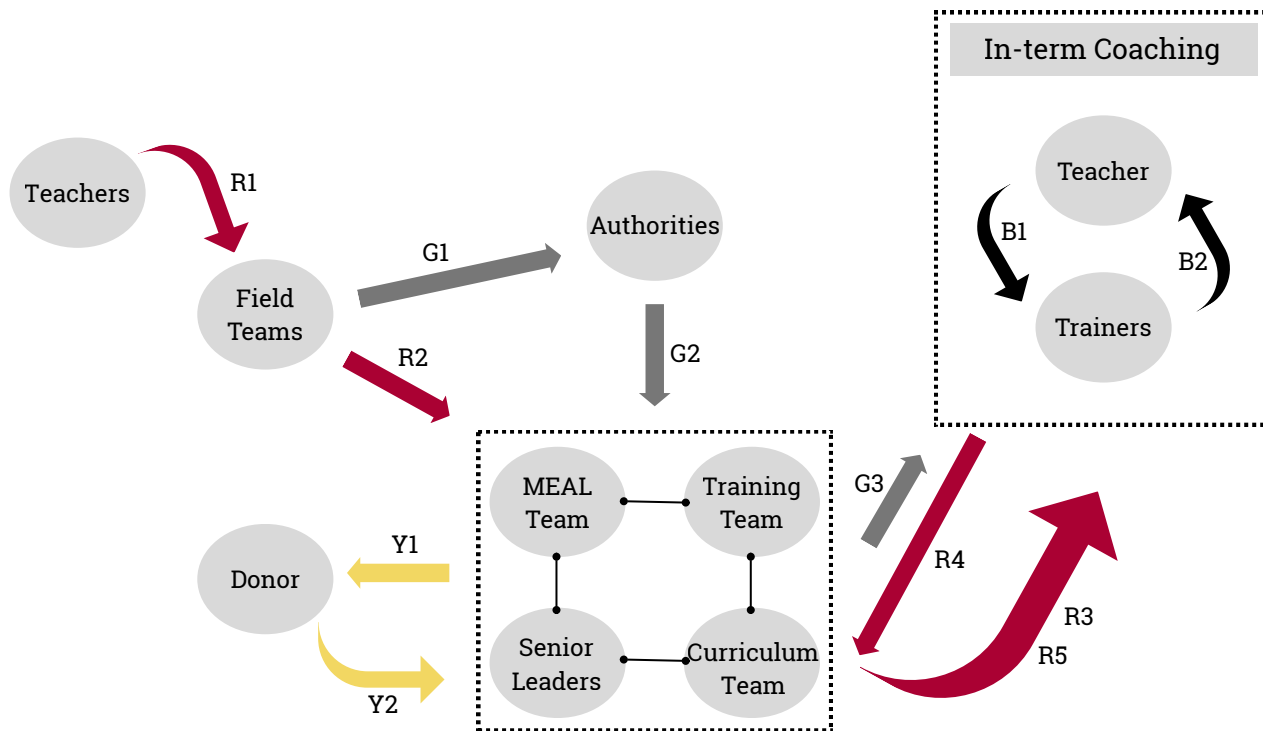 In-term Coaching
Teachers
R1
Teacher
Authorities
B1
G1
B2
Field
Teams
Trainers
R2
G2
MEAL
Team
Training
Team
G3
Y1
R4
Donor
R3
Senior
Leaders
Curriculum
Team
R5
Y2